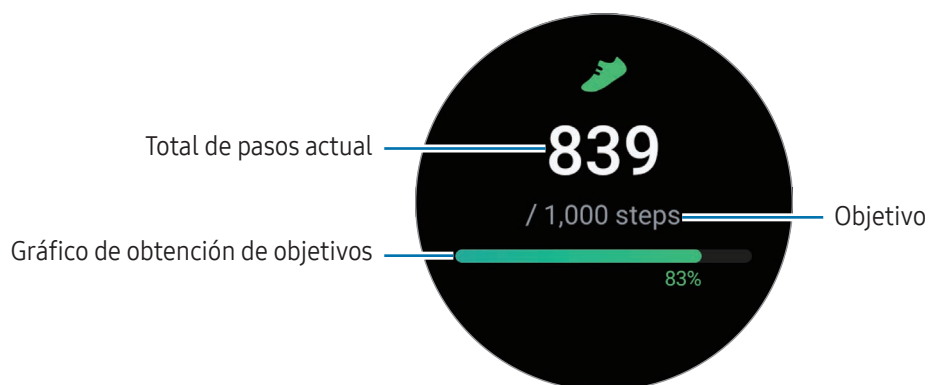 839
Total de pasos actual
/ 1,000 steps
Objetivo
Gráfico de obtención de objetivos
83%